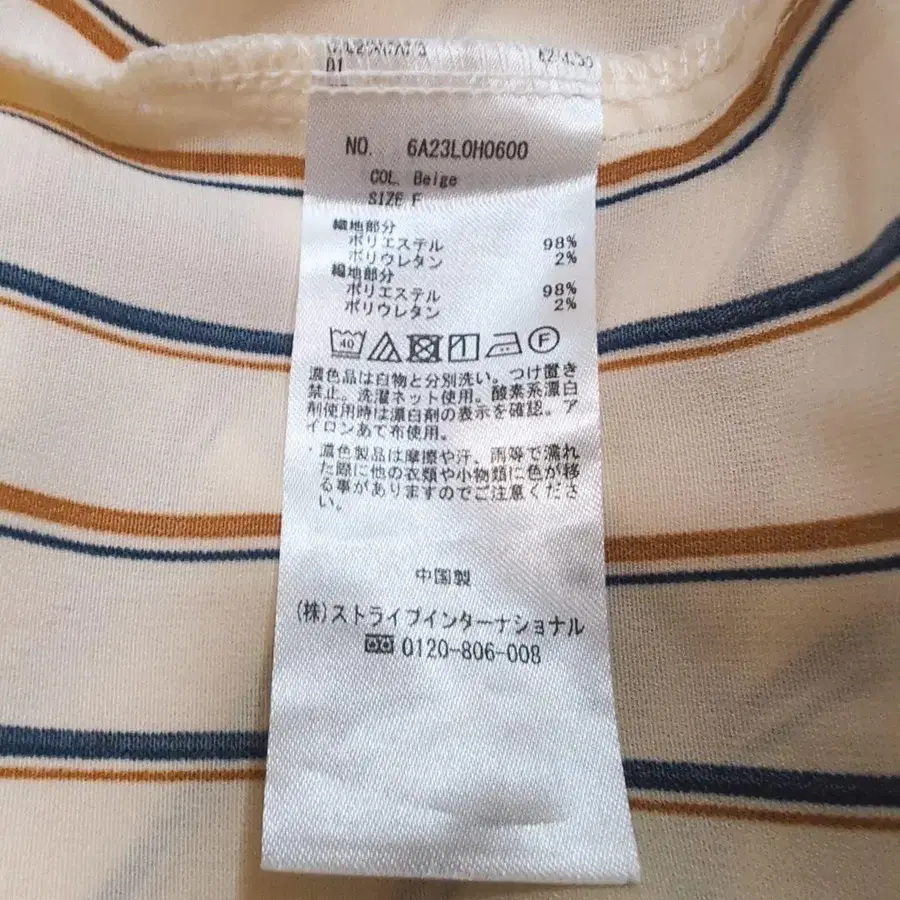 01
NO. 6A23L0H0600
COL. Beige
SIZE F
織地部分
ポリエステル 98%
ポリウレタン 2%
編地部分
ポリエステル 98%
ポリウレタン 2%
40 F
濃色品は白物と分別洗い。つけ置き
禁止。洗濯ネット使用。酸素系漂白
剤使用時は漂白剤の表示を確認。ア
イロンあて布使用。
・濃色製品は摩擦や汗、雨等で濡れ
た際に他の衣類や小物類に色が移
る事がありますのでご注意くださ
い。
中国製
(株)ストライプインターナショナル
0120-806-008